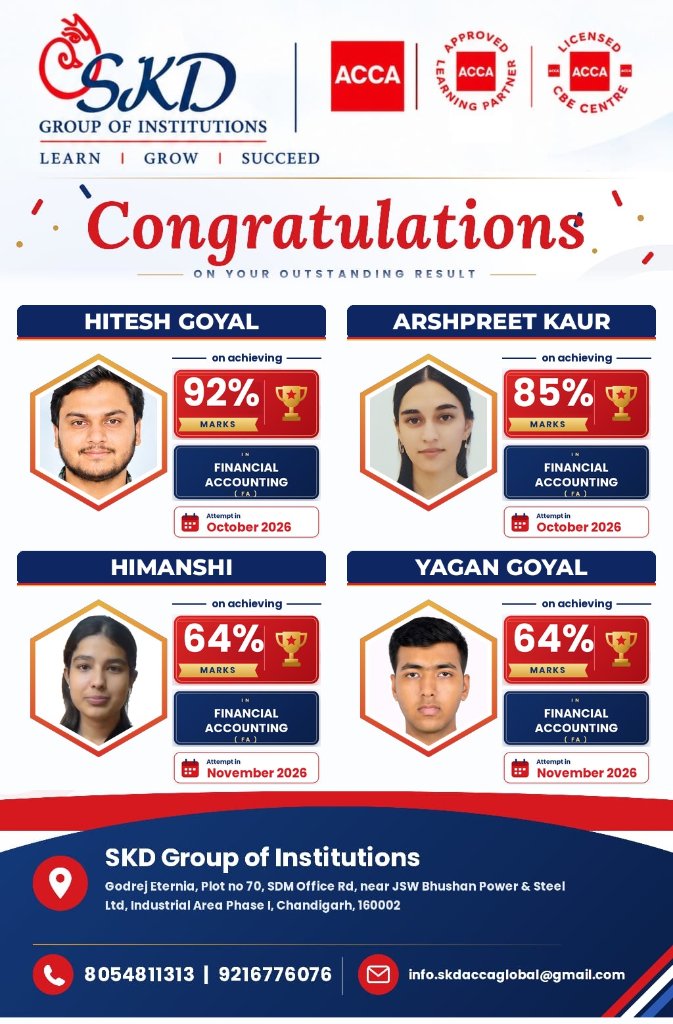 SKD
GROUP OF INSTITUTIONS
LEARN | GROW | SUCCEED
ACCA
APPROVED
ACCA
LEARNING PARTNER
LICENSED
ACCA ACCA ACCA
CBE CENTRE
Congratulations
ON YOUR OUTSTANDING RESULT
HITESH GOYAL
on achieving
92%
MARKS
IN
FINANCIAL
ACCOUNTING
( FA )
Attempt in
October 2026
ARSHPREET KAUR
on achieving
85%
MARKS
IN
FINANCIAL
ACCOUNTING
( FA )
Attempt in
October 2026
HIMANSHI
on achieving
64%
MARKS
IN
FINANCIAL
ACCOUNTING
( FA )
Attempt in
November 2026
YAGAN GOYAL
on achieving
64%
MARKS
IN
FINANCIAL
ACCOUNTING
( FA )
Attempt in
November 2026
SKD Group of Institutions
Godrej Eternia, Plot no 70, SDM Office Rd, near JSW Bhushan Power & Steel
Ltd, Industrial Area Phase I, Chandigarh, 160002
8054811313 | 9216776076
info.skdaccaglobal@gmail.com